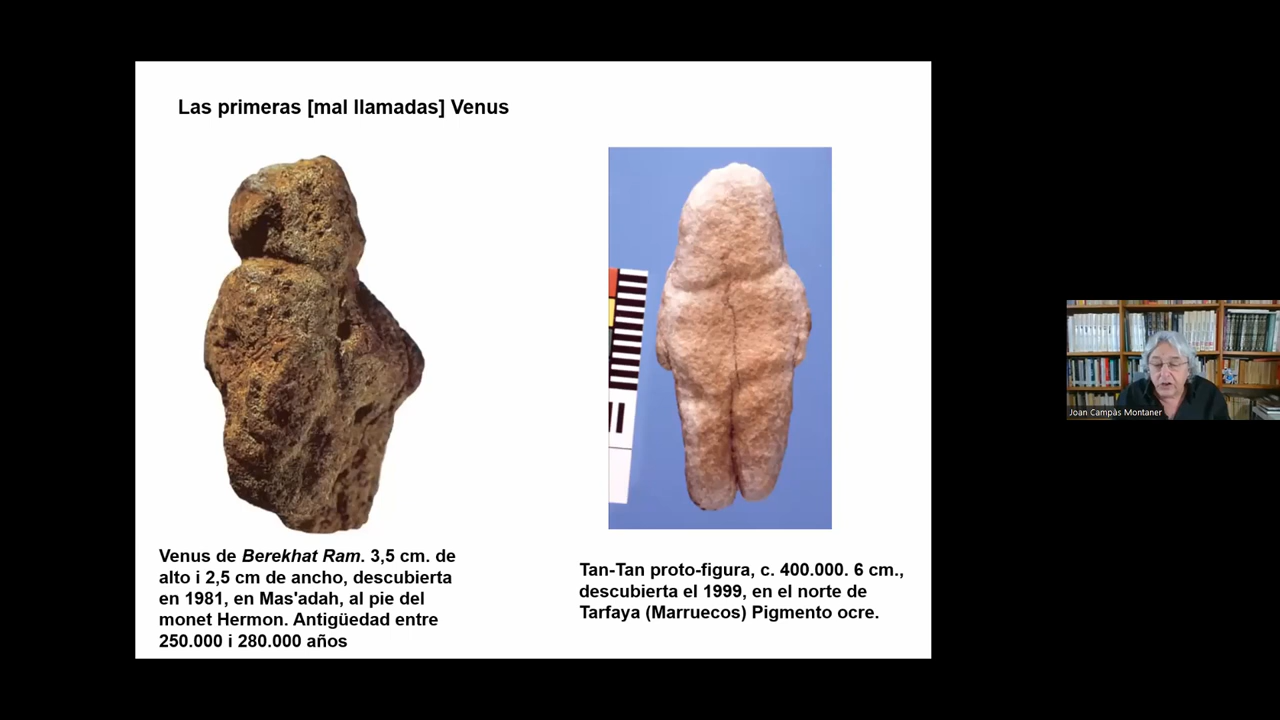 Las primeras [mal llamadas] Venus
Venus de Berekhat Ram. 3,5 cm. de
alto i 2,5 cm de ancho, descubierta
en 1981, en Mas'adah, al pie del
monet Hermon. Antigüedad entre
250.000 i 280.000 años
Tan-Tan proto-figura, c. 400.000. 6 cm.,
descubierta el 1999, en el norte de
Tarfaya (Marruecos) Pigmento ocre.
Joan Campàs Montaner